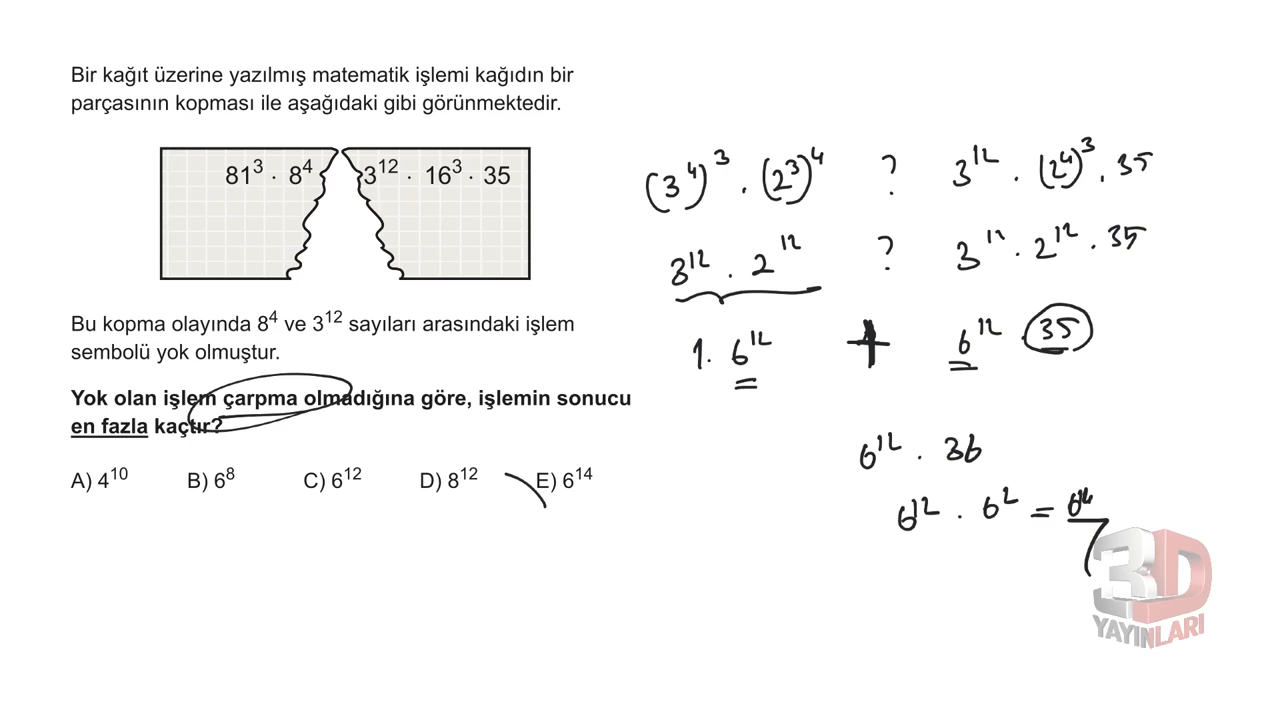 Bir kağıt üzerine yazılmış matematik işlemi kağıdın bir
parçasının kopması ile aşağıdaki gibi görünmektedir.
81³ · 8⁴ 3¹² · 16³ · 35
Bu kopma olayında 8⁴ ve 3¹² sayıları arasındaki işlem
sembolü yok olmuştur.
Yok olan işlem çarpma olmadığına göre, işlemin sonucu
en fazla kaçtır?
A) 4¹⁰ B) 6⁸ C) 6¹² D) 8¹² E) 6¹⁴
(3⁴)³ . (2³)⁴ ? 3¹² . (2⁴)³ . 35
3¹² . 2¹² ? 3¹² . 2¹² . 35
1. 6¹² + 6¹² 35
6¹² . 36
6¹² . 6² = 6¹⁴
3D
YAYINLARI